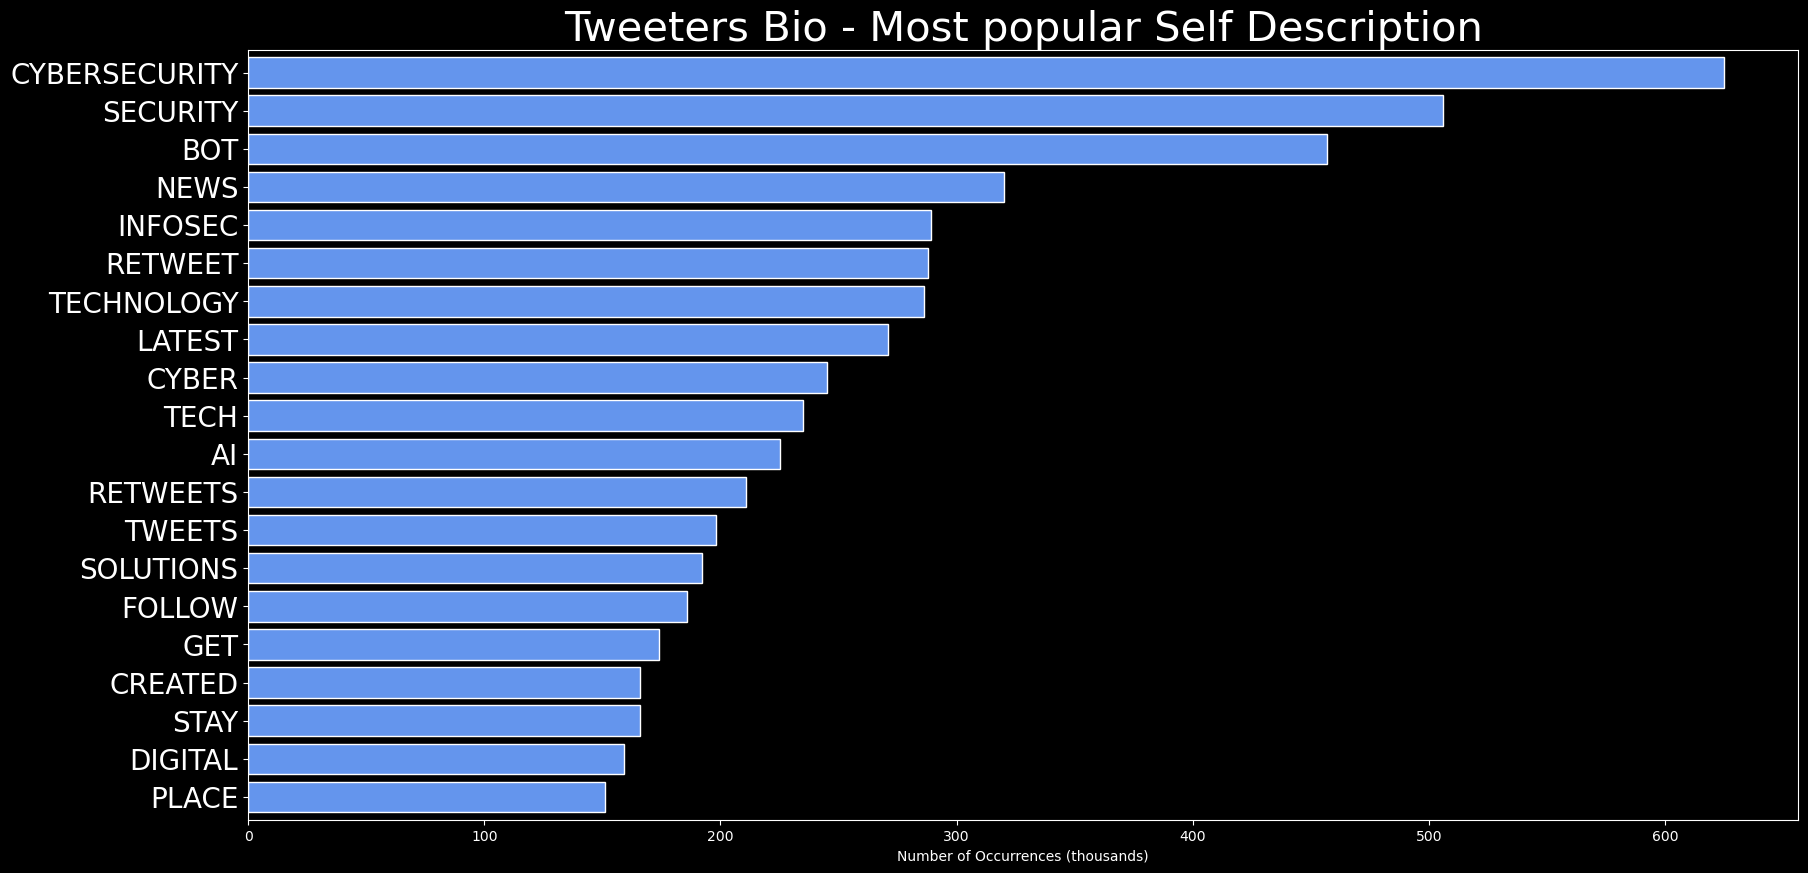 Tweeters Bio - Most popular Self Description
CYBERSECURITY
SECURITY
BOT
NEWS
INFOSEC
RETWEET
TECHNOLOGY
LATEST
CYBER
TECH
AI
RETWEETS
TWEETS
SOLUTIONS
FOLLOW
GET
CREATED
STAY
DIGITAL
PLACE
0 100 200 300 400 500 600
Number of Occurrences (thousands)